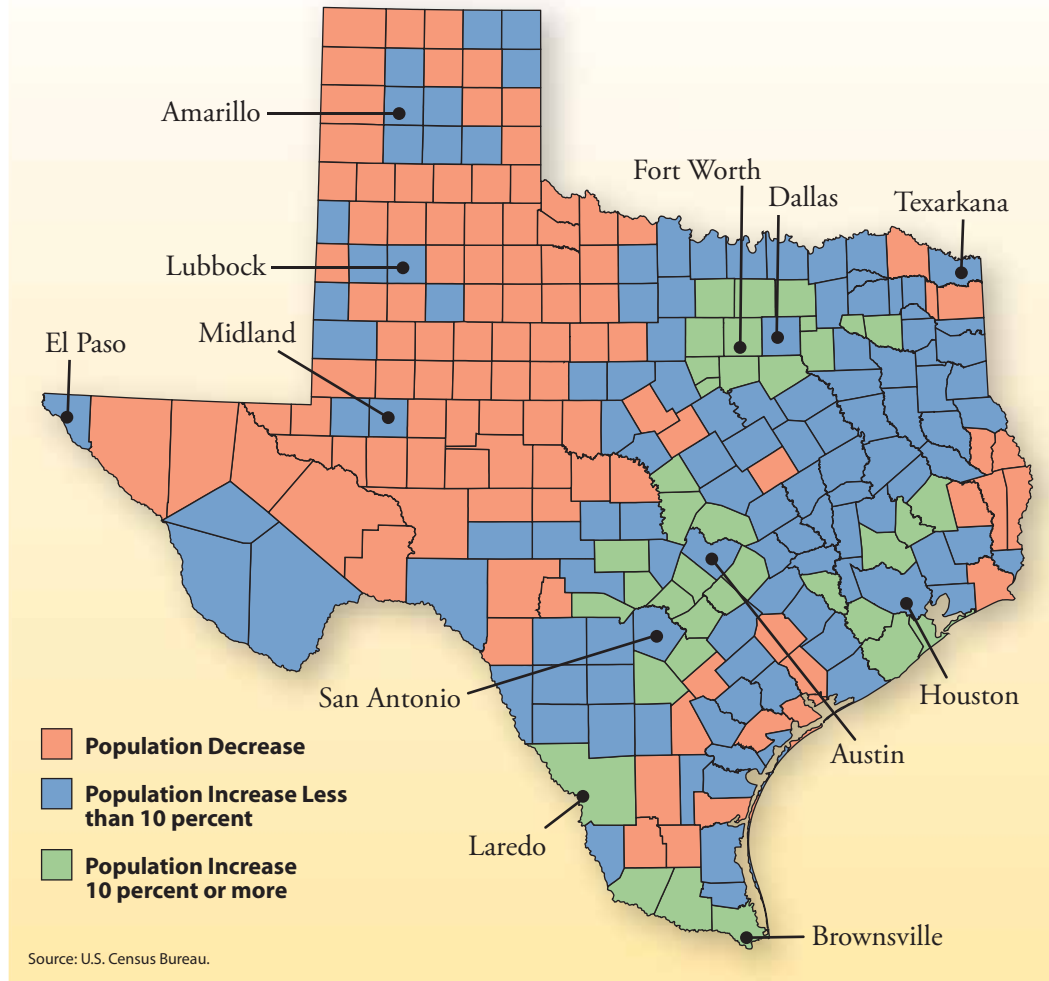 Amarillo
Fort Worth
Dallas
Texarkana
Lubbock
Midland
El Paso
San Antonio
Houston
Austin
Laredo
Brownsville
Population Decrease
Population Increase Less
than 10 percent
Population Increase
10 percent or more
Source: U.S. Census Bureau.